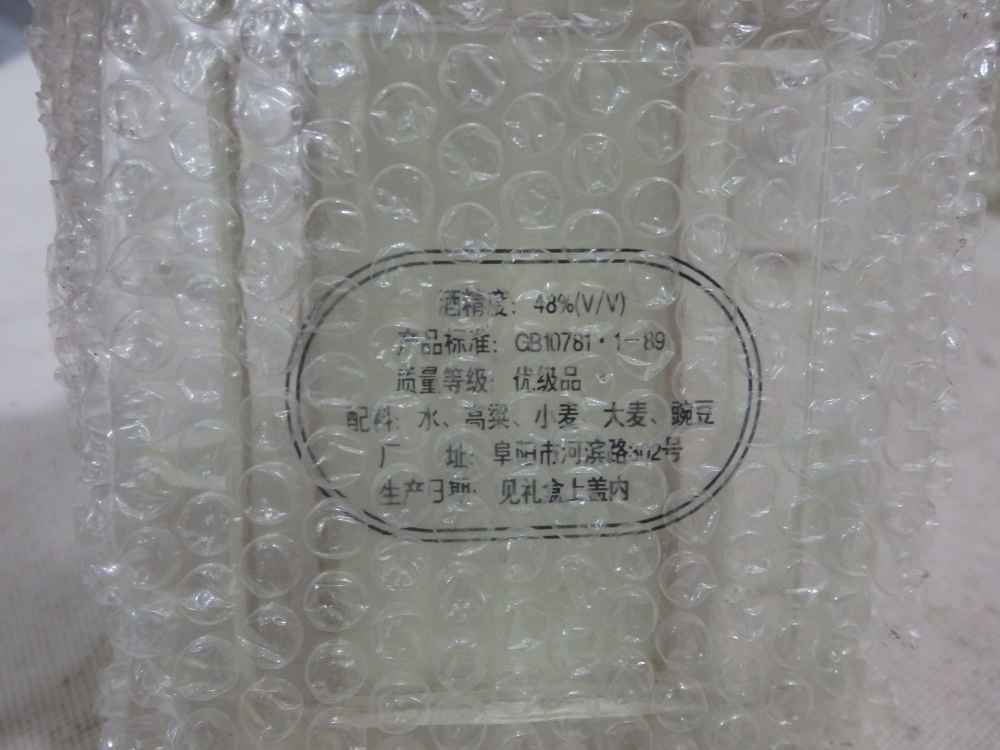 酒精度：48%(V/V)
产品标准：GB10781·1-89
质量等级：优级品
配料：水、高粱、小麦、大麦、豌豆
厂 址：阜阳市河滨路302号
生产日期：见礼盒上盖内